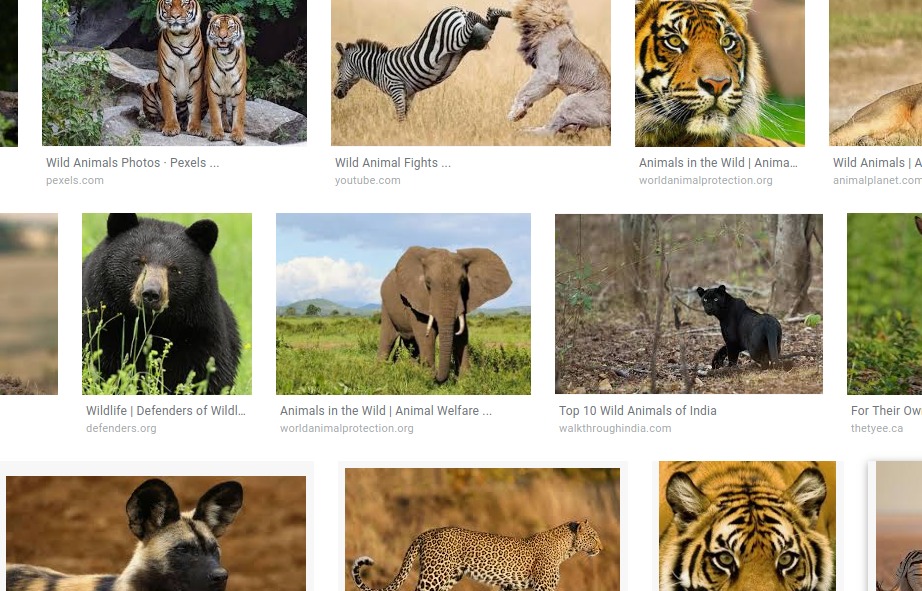 Wild Animals Photos · Pexels ...
pexels.com
Wild Animal Fights ...
youtube.com
Animals in the Wild | Anima...
worldanimalprotection.org
Wild Animals | A
animalplanet.com
Wildlife | Defenders of Wildl...
defenders.org
Animals in the Wild | Animal Welfare ...
worldanimalprotection.org
Top 10 Wild Animals of India
walkthroughindia.com
For Their Ow
thetyee.ca